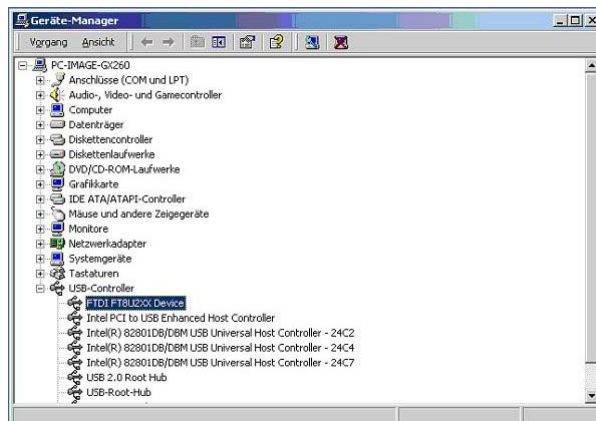 Geräte-Manager
Vorgang Ansicht
PC-IMAGE-GX260
Anschlüsse (COM und LPT)
Audio-, Video- und Gamecontroller
Computer
Datenträger
Diskettencontroller
Diskettenlaufwerke
DVD/CD-ROM-Laufwerke
Grafikkarte
IDE ATA/ATAPI-Controller
Mäuse und andere Zeigegeräte
Monitore
Netzwerkadapter
Systemgeräte
Tastaturen
USB-Controller
FTDI FT8U2XX Device
Intel PCI to USB Enhanced Host Controller
Intel(R) 82801DB/DBM USB Universal Host Controller - 24C2
Intel(R) 82801DB/DBM USB Universal Host Controller - 24C4
Intel(R) 82801DB/DBM USB Universal Host Controller - 24C7
USB 2.0 Root Hub
USB-Root-Hub